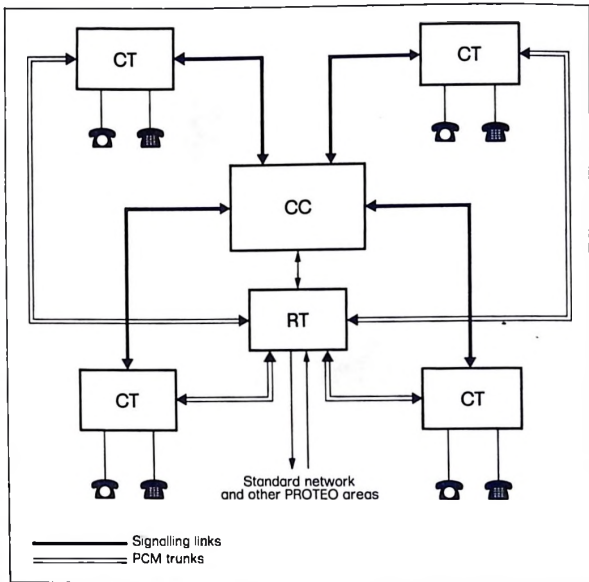 CT
CT
CC
RT
CT
CT
Standard network
and other PROTEO areas
Signalling links
PCM trunks